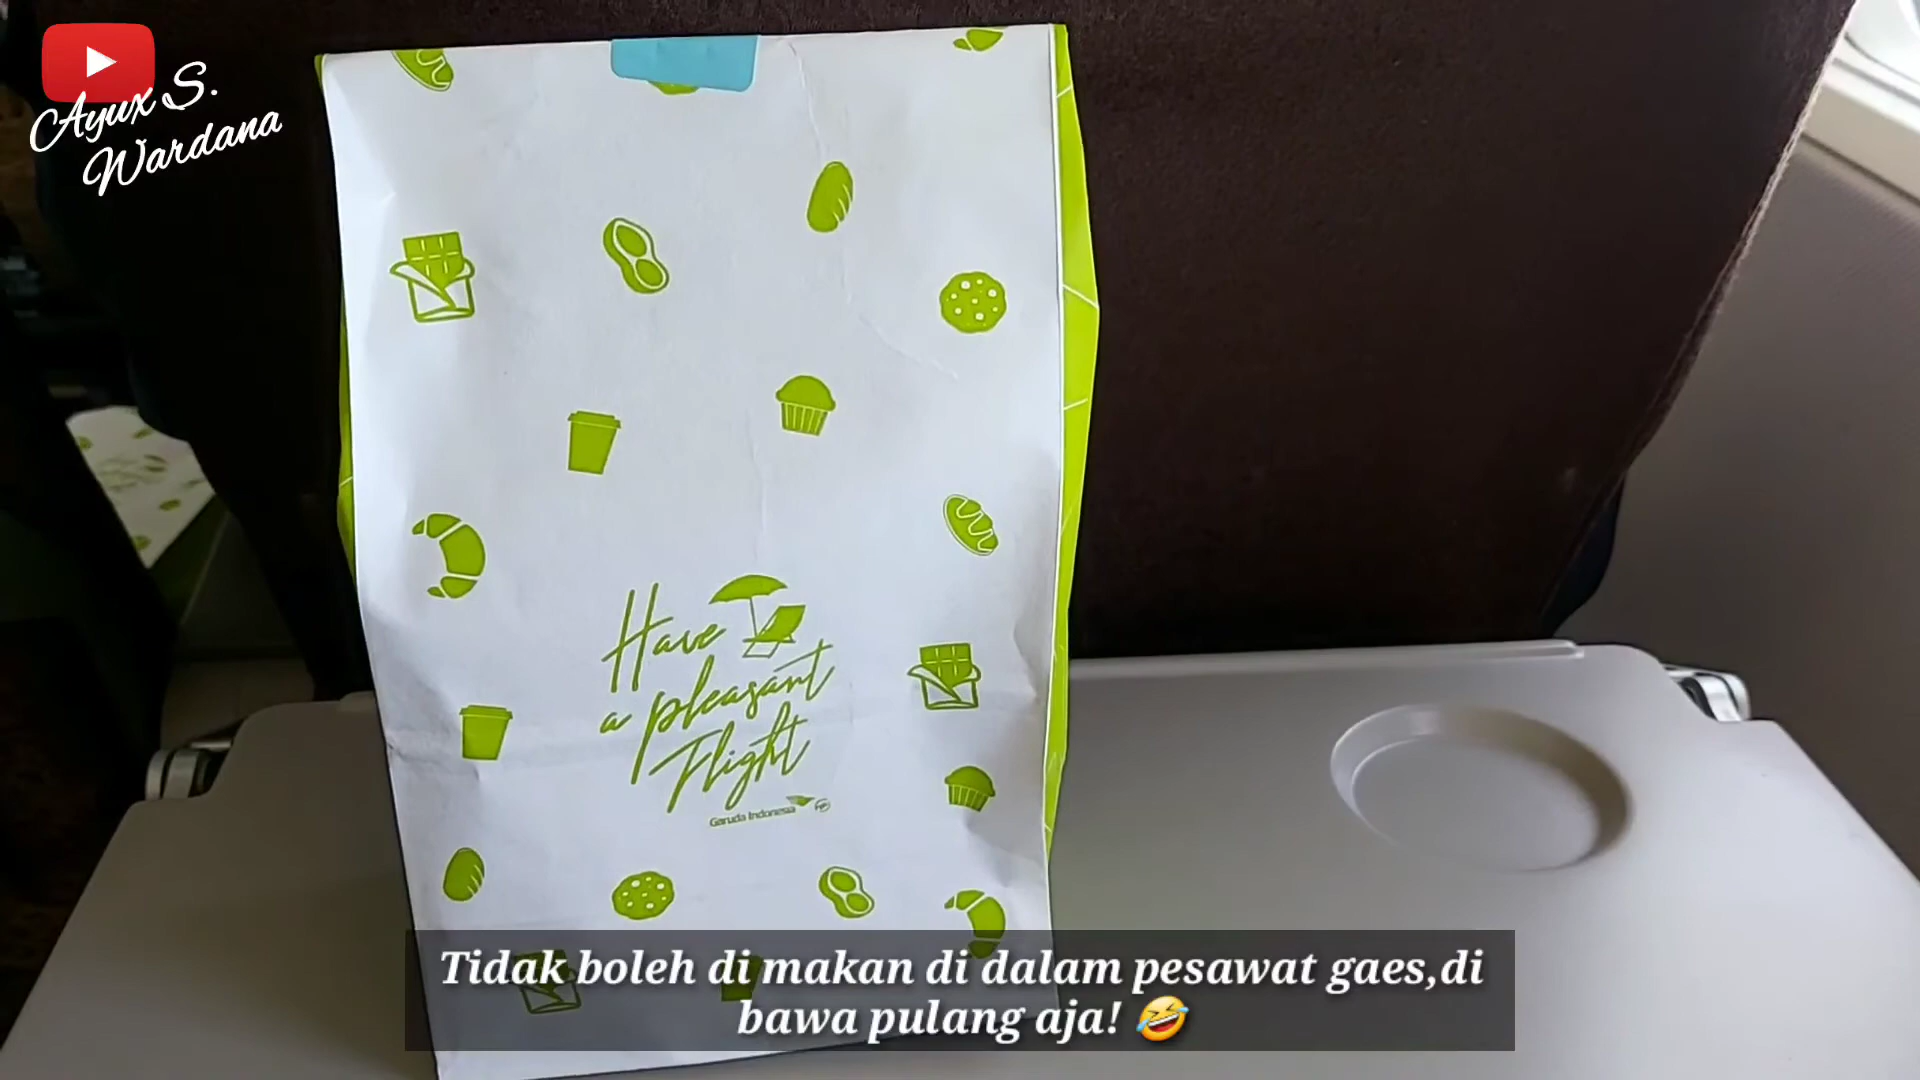 Ayux S.
Wardana
Have
a pleasant
Flight
Garuda Indonesia
Tidak boleh di makan di dalam pesawat gaes,di
bawa pulang aja! 🤣